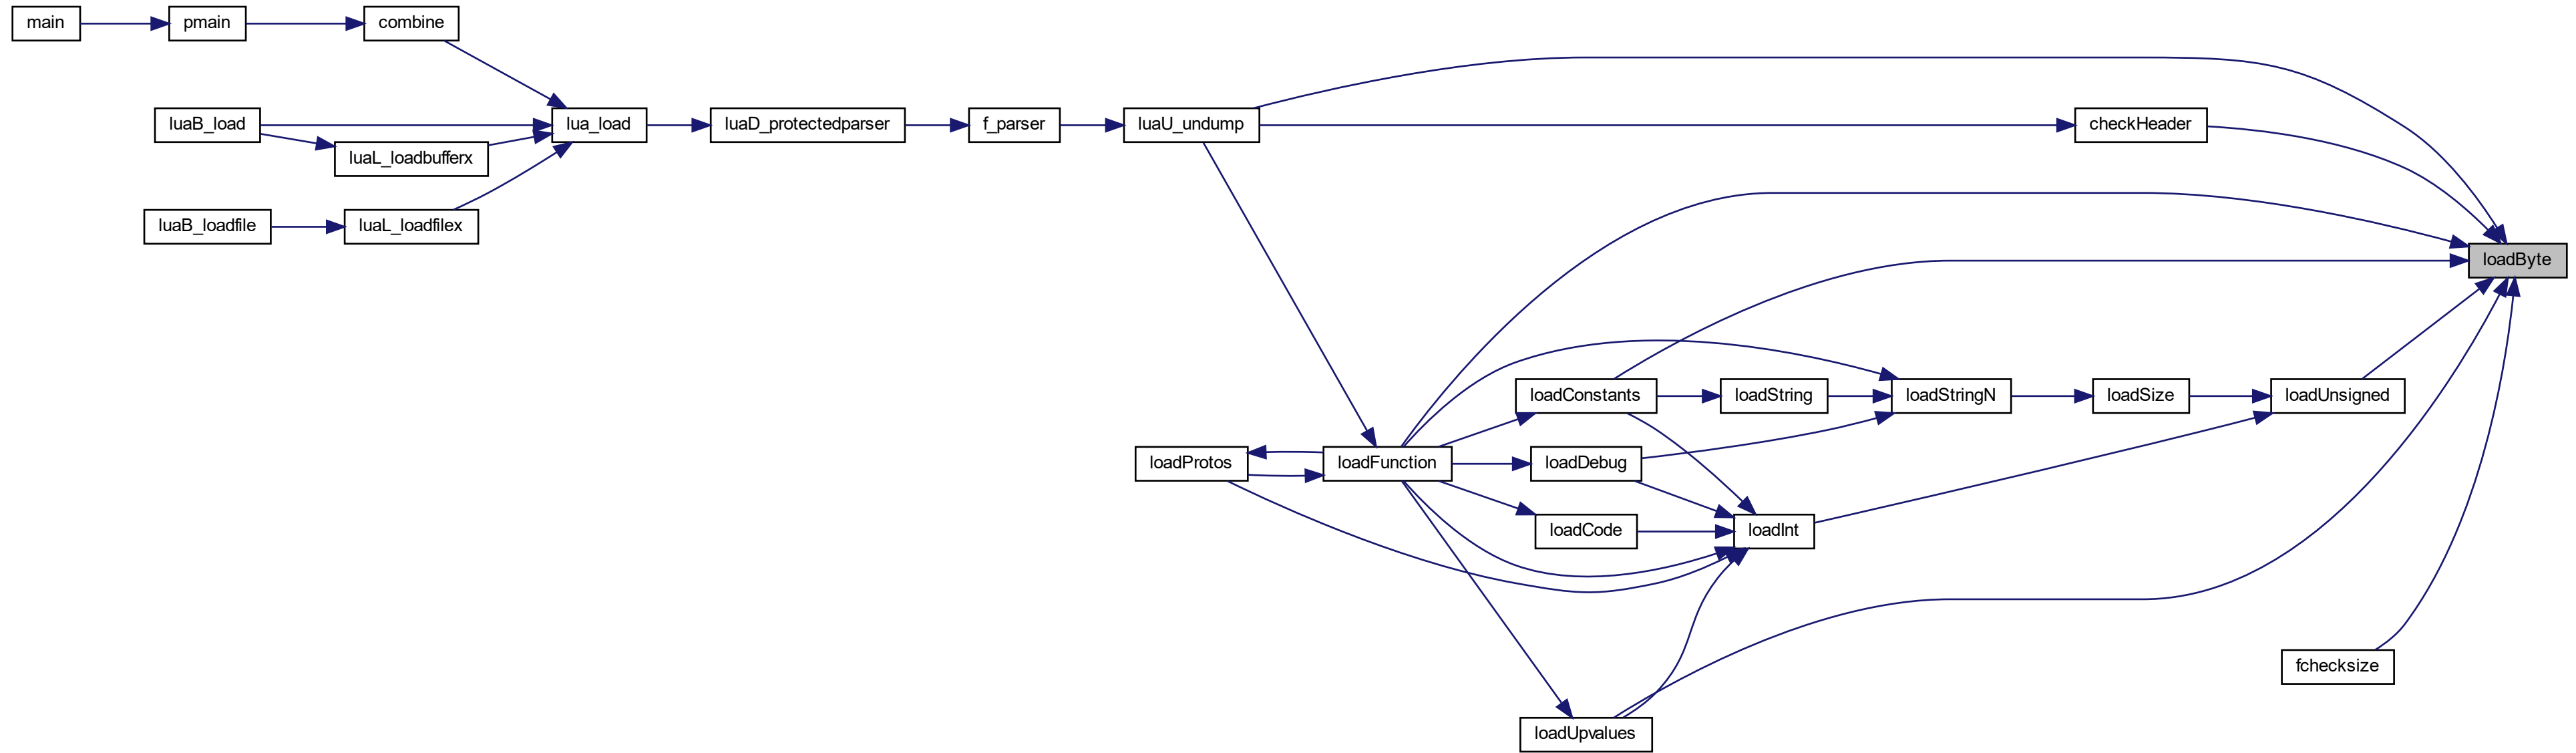 main
pmain
combine
luaB_load
lua_load
luaD_protectedparser
f_parser
luaU_undump
checkHeader
luaL_loadbufferx
luaB_loadfile
luaL_loadfilex
loadByte
loadConstants
loadString
loadStringN
loadSize
loadUnsigned
loadProtos
loadFunction
loadDebug
loadCode
loadInt
fchecksize
loadUpvalues